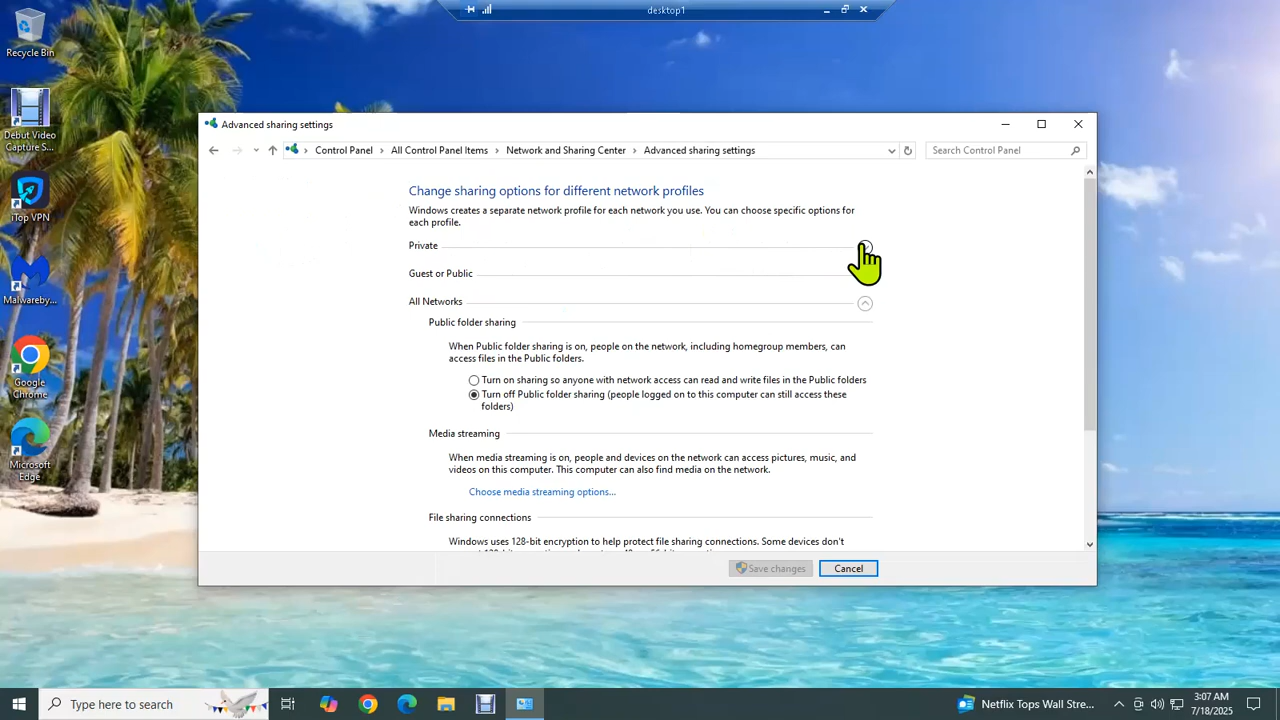 desktop1
Recycle Bin
Debut Video
Capture S...
iTop VPN
Malwareby...
Google
Chrome
Microsoft
Edge
Advanced sharing settings
Control Panel
All Control Panel Items
Network and Sharing Center
Advanced sharing settings
Search Control Panel
Change sharing options for different network profiles
Windows creates a separate network profile for each network you use. You can choose specific options for
each profile.
Private
Guest or Public
All Networks
Public folder sharing
When Public folder sharing is on, people on the network, including homegroup members, can
access files in the Public folders.
Turn on sharing so anyone with network access can read and write files in the Public folders
Turn off Public folder sharing (people logged on to this computer can still access these
folders)
Media streaming
When media streaming is on, people and devices on the network can access pictures, music, and
videos on this computer. This computer can also find media on the network.
Choose media streaming options...
File sharing connections
Windows uses 128-bit encryption to help protect file sharing connections. Some devices don't
Save changes
Cancel
Type here to search
Netflix Tops Wall Stre...
3:07 AM
7/18/2025